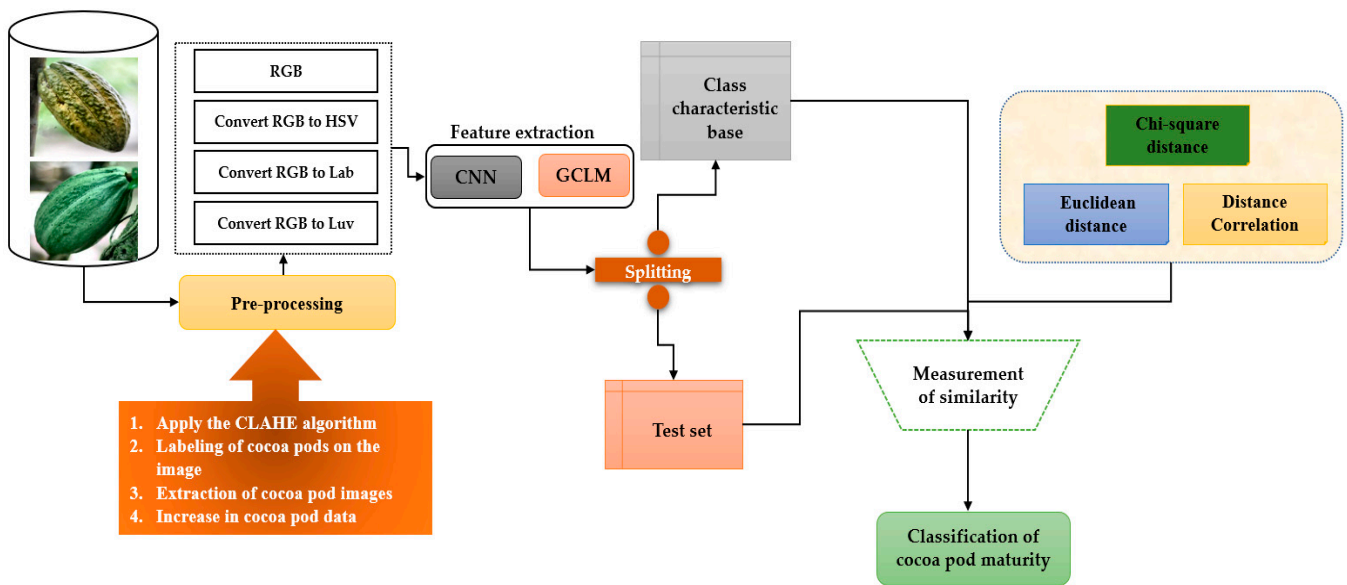 RGB
Convert RGB to HSV
Convert RGB to Lab
Convert RGB to Luv
Pre-processing
1. Apply the CLAHE algorithm
2. Labeling of cocoa pods on the
image
3. Extraction of cocoa pod images
4. Increase in cocoa pod data
Feature extraction
CNN
GCLM
Splitting
Class
characteristic
base
Test set
Chi-square
distance
Euclidean
distance
Distance
Correlation
Measurement
of similarity
Classification of
cocoa pod maturity